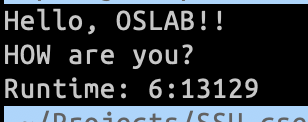 Hello, OSLAB!!
HOW are you?
Runtime: 6:13129